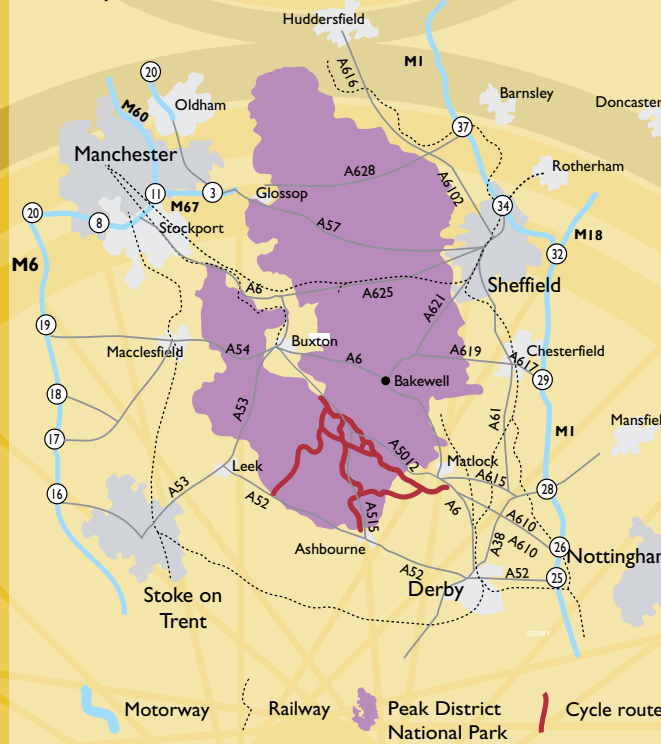 Huddersfield
M1
A616
20
Oldham
Barnsley
Doncaster
M60
37
Manchester
A628
A6102
Rotherham
11
3
Glossop
M67
20
8
Stockport
A57
34
M18
M6
32
Sheffield
A6
A625
A621
19
Macclesfield
A54
Buxton
A6
A619
Chesterfield
A617
29
Bakewell
18
A53
A61
17
M1
Mansfiel
A5012
Leek
Matlock
A615
A53
16
A52
28
A515
A6
A610
A38
A610
Ashbourne
26
Nottingham
A52
A52
25
Derby
Stoke on
Trent
DERBY
Motorway
Railway
Peak District
National Park
Cycle route